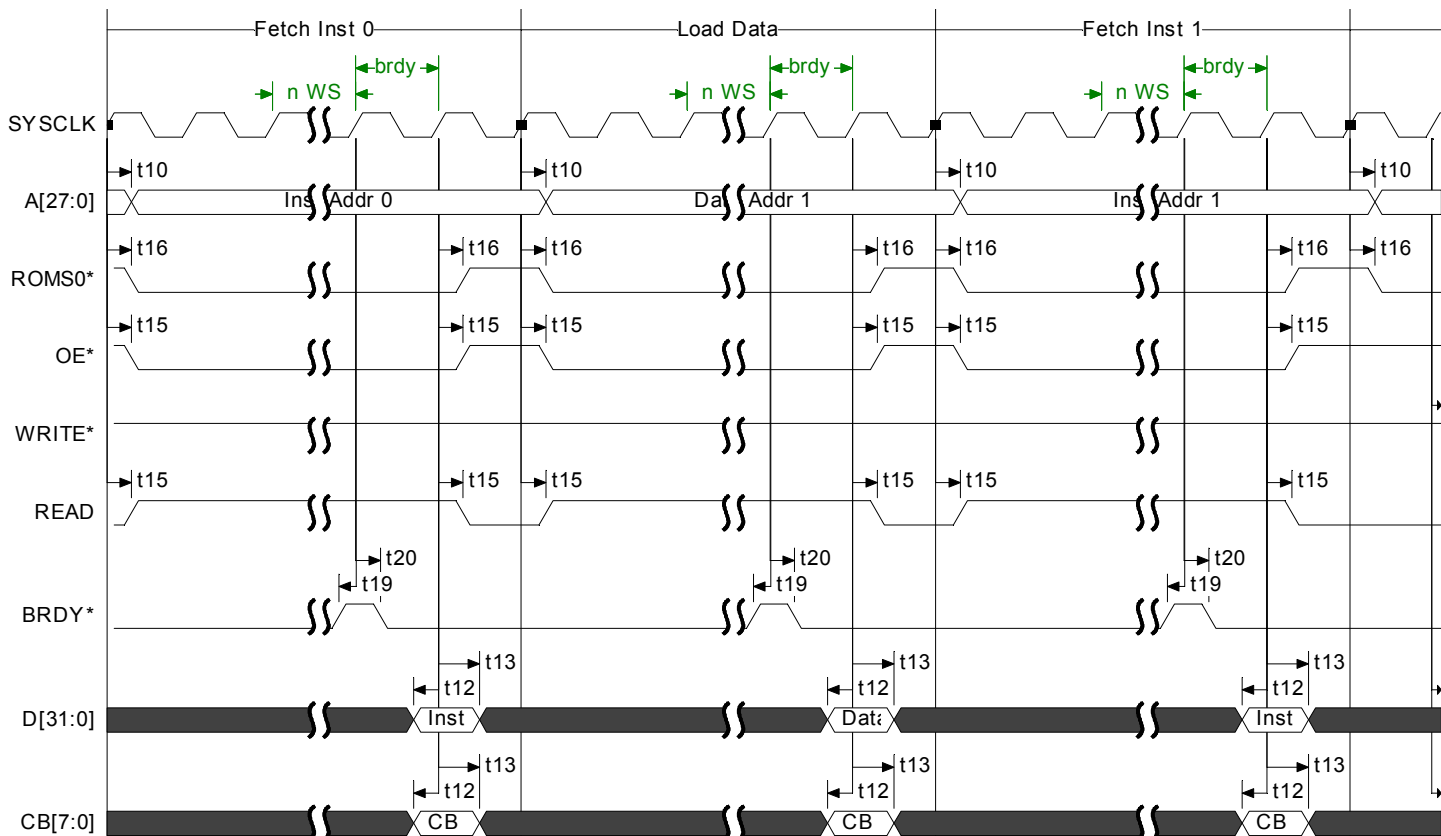 Fetch Inst 0 Load Data Fetch Inst 1
brdy brdy brdy
n WS n WS n WS
SYSCLK
t10 t10 t10 t10
A[27:0] Inst Addr 0 Data Addr 1 Inst Addr 1
t16 t16 t16 t16 t16 t16 t16
ROMS0*
t15 t15 t15 t15 t15 t15
OE*
WRITE*
t15 t15 t15 t15 t15 t15
READ
t20 t20 t20
t19 t19 t19
BRDY*
t13 t13 t13
t12 t12 t12
D[31:0] Inst Data Inst
t13 t13 t13
t12 t12 t12
CB[7:0] CB CB CB